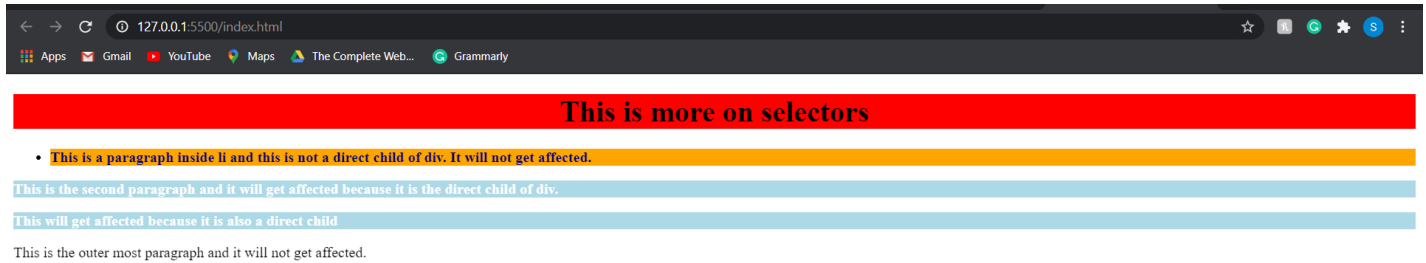 127.0.0.1:5500/index.html
S
Apps Gmail YouTube Maps The Complete Web... Grammarly
This is more on selectors
This is a paragraph inside li and this is not a direct child of div. It will not get affected.
This is the second paragraph and it will get affected because it is the direct child of div.
This will get affected because it is also a direct child
This is the outer most paragraph and it will not get affected.